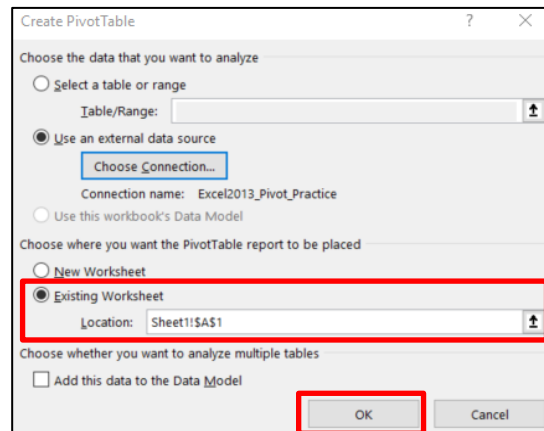 Create PivotTable
Choose the data that you want to analyze
Select a table or range
Table/Range:
Use an external data source
Choose Connection...
Connection name: Excel2013_Pivot_Practice
Use this workbook's Data Model
Choose where you want the PivotTable report to be placed
New Worksheet
Existing Worksheet
Location: Sheet1!$A$1
Choose whether you want to analyze multiple tables
Add this data to the Data Model
OK Cancel